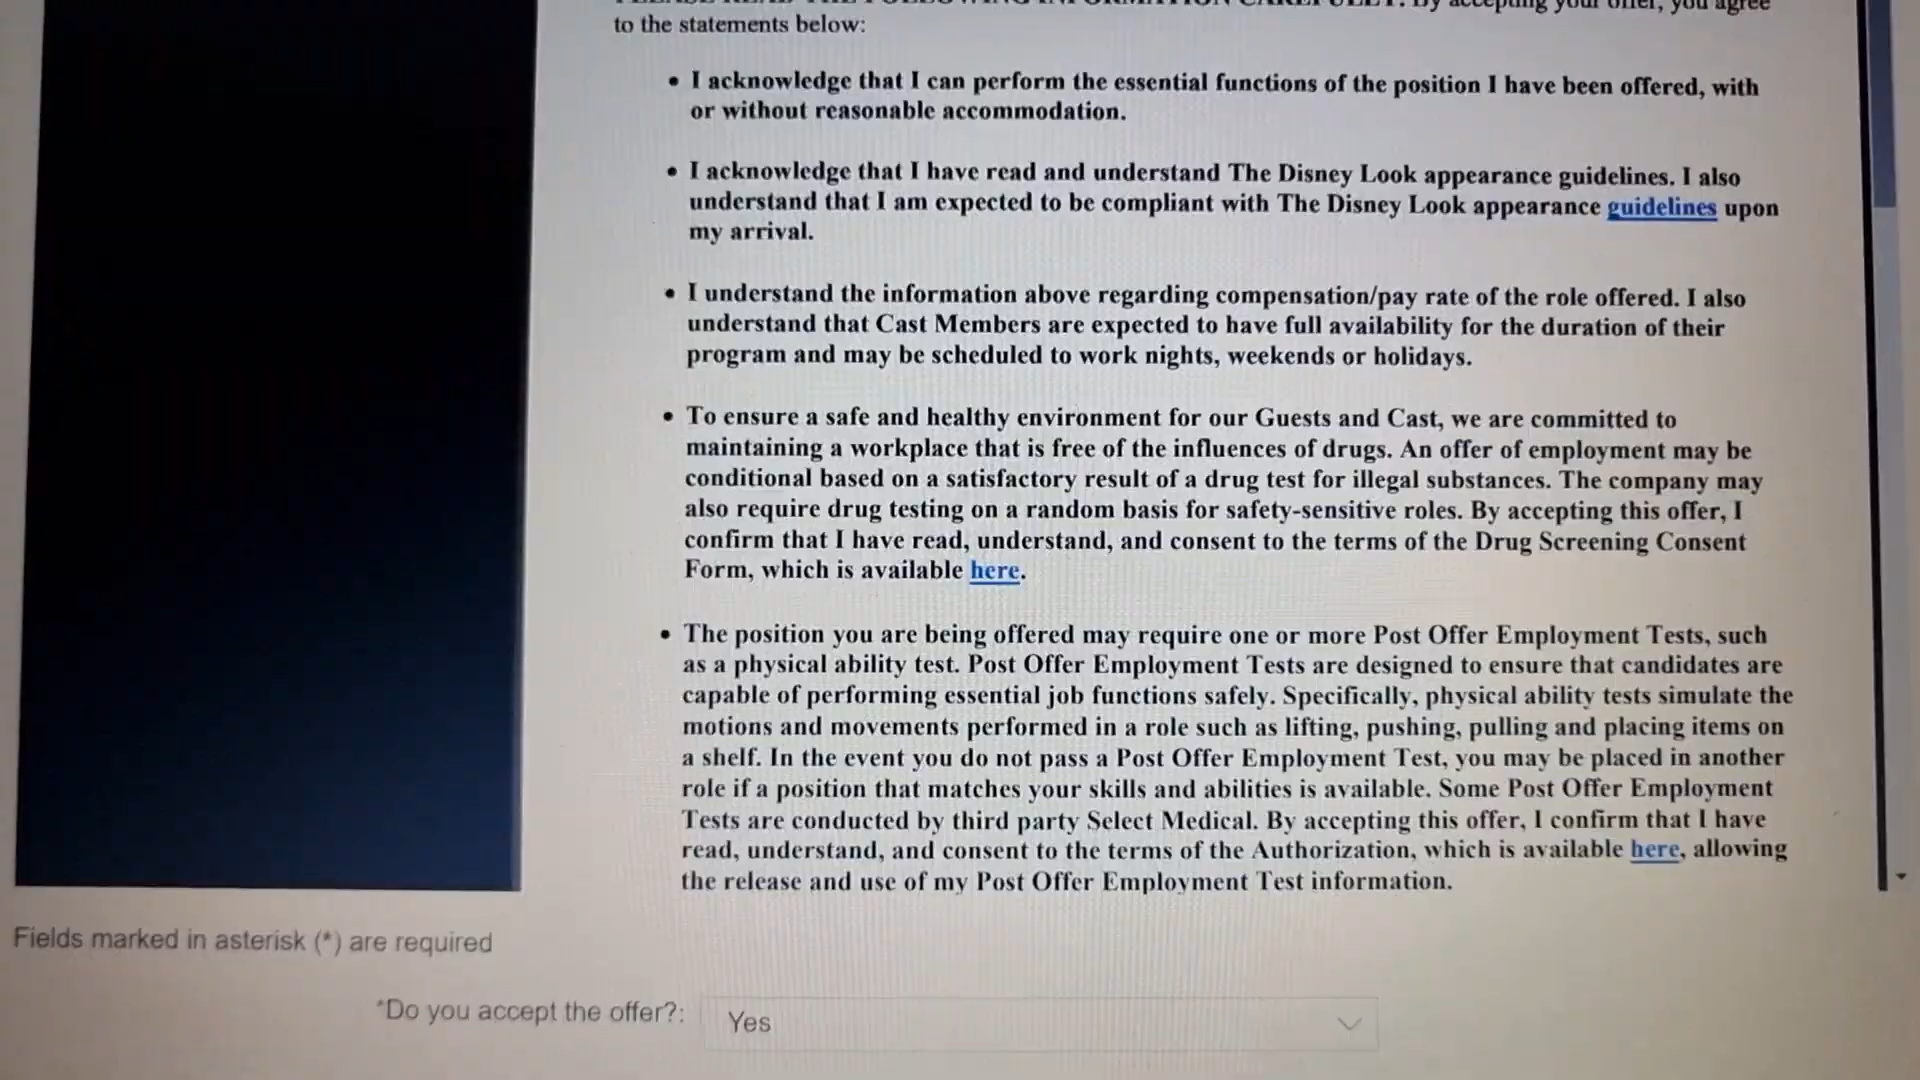 PLEASE READ THE FOLLOWING INFORMATION CAREFULLY. By accepting your offer, you agree
to the statements below:
• I acknowledge that I can perform the essential functions of the position I have been offered, with
or without reasonable accommodation.
• I acknowledge that I have read and understand The Disney Look appearance guidelines. I also
understand that I am expected to be compliant with The Disney Look appearance guidelines upon
my arrival.
• I understand the information above regarding compensation/pay rate of the role offered. I also
understand that Cast Members are expected to have full availability for the duration of their
program and may be scheduled to work nights, weekends or holidays.
• To ensure a safe and healthy environment for our Guests and Cast, we are committed to
maintaining a workplace that is free of the influences of drugs. An offer of employment may be
conditional based on a satisfactory result of a drug test for illegal substances. The company may
also require drug testing on a random basis for safety-sensitive roles. By accepting this offer, I
confirm that I have read, understand, and consent to the terms of the Drug Screening Consent
Form, which is available here.
• The position you are being offered may require one or more Post Offer Employment Tests, such
as a physical ability test. Post Offer Employment Tests are designed to ensure that candidates are
capable of performing essential job functions safely. Specifically, physical ability tests simulate the
motions and movements performed in a role such as lifting, pushing, pulling and placing items on
a shelf. In the event you do not pass a Post Offer Employment Test, you may be placed in another
role if a position that matches your skills and abilities is available. Some Post Offer Employment
Tests are conducted by third party Select Medical. By accepting this offer, I confirm that I have
read, understand, and consent to the terms of the Authorization, which is available here, allowing
the release and use of my Post Offer Employment Test information.
Fields marked in asterisk (*) are required
*Do you accept the offer?: Yes